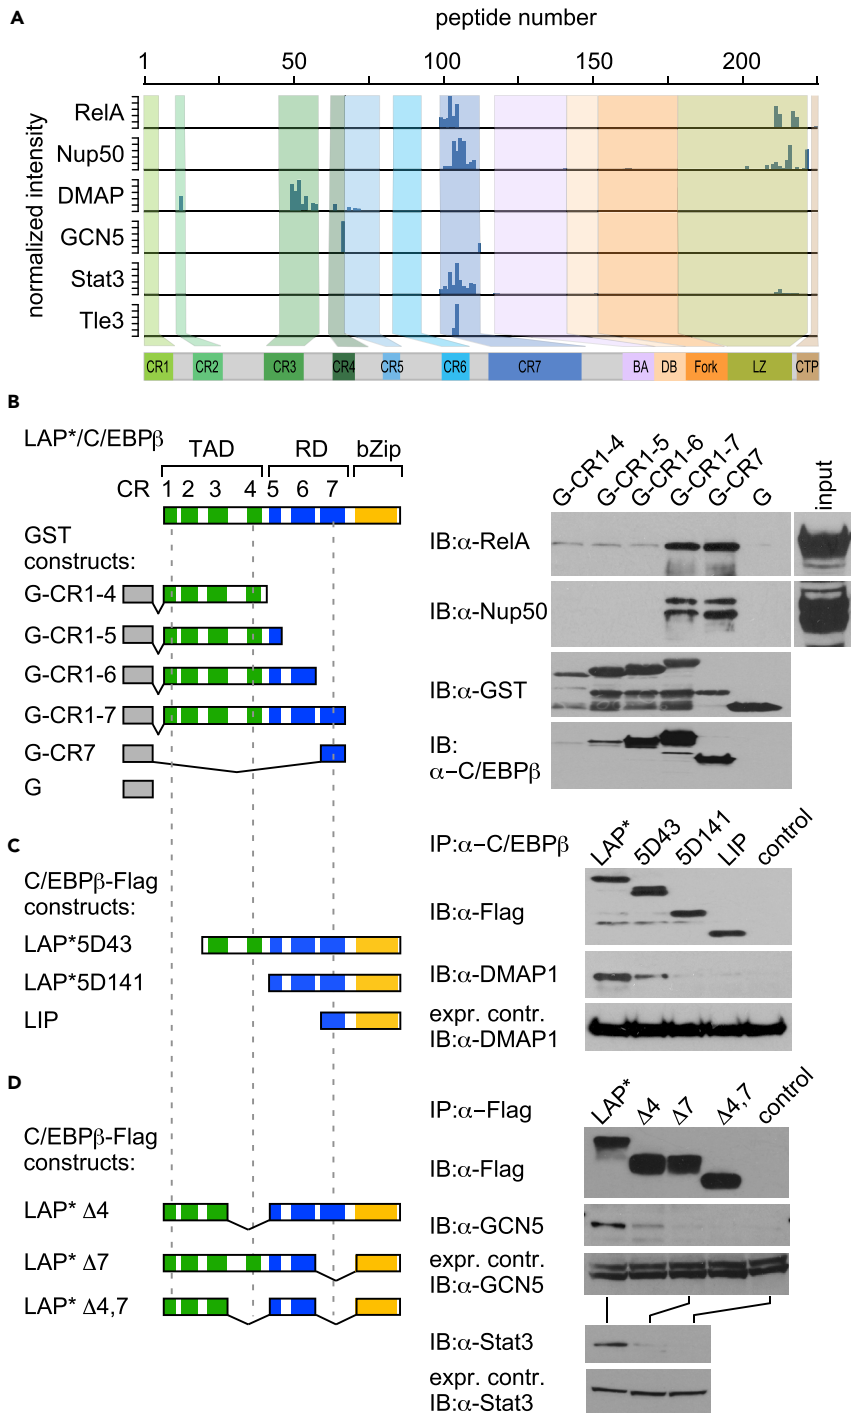 A
peptide number
1 50 100 150 200
normalized intensity
RelA
Nup50
DMAP
GCN5
Stat3
Tle3
CR1 CR2 CR3 CR4 CR5 CR6 CR7 BA DB Fork LZ CTP
B
LAP*/C/EBPβ
TAD RD bZip
CR 1 2 3 4 5 6 7
GST
constructs:
G-CR1-4
G-CR1-5
G-CR1-6
G-CR1-7
G-CR7
G
G-CR1-4 G-CR1-5 G-CR1-6 G-CR1-7 G-CR7 G input
IB:α-RelA
IB:α-Nup50
IB:α-GST
IB:
α–C/EBPβ
C
C/EBPβ-Flag
constructs:
LAP*5D43
LAP*5D141
LIP
IP:α–C/EBPβ
LAP* 5D43 5D141 LIP control
IB:α-Flag
IB:α-DMAP1
expr. contr.
IB:α-DMAP1
D
C/EBPβ-Flag
constructs:
LAP* Δ4
LAP* Δ7
LAP* Δ4,7
IP:α–Flag
LAP* Δ4 Δ7 Δ4,7 control
IB:α-Flag
IB:α-GCN5
expr. contr.
IB:α-GCN5
IB:α-Stat3
expr. contr.
IB:α-Stat3